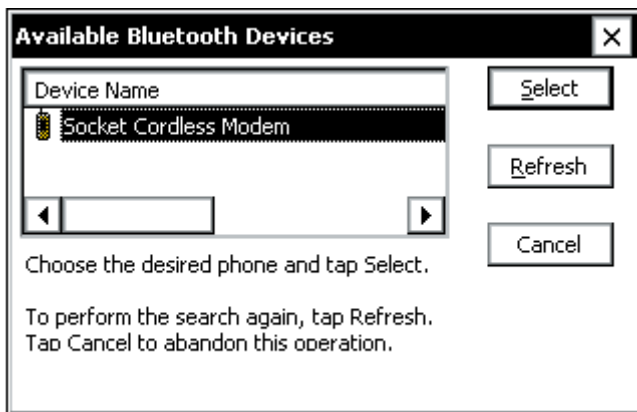 Available Bluetooth Devices
Device Name
Select
Socket Cordless Modem
Refresh
Cancel
Choose the desired phone and tap Select.
To perform the search again, tap Refresh.
Tap Cancel to abandon this operation.